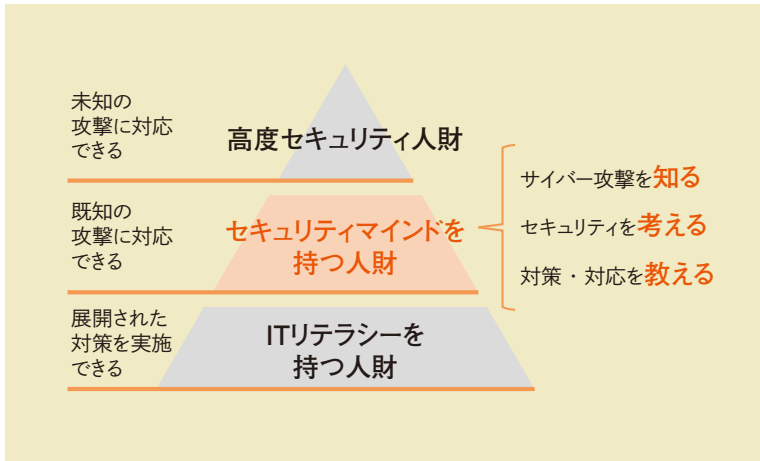 未知の
攻撃に対応
できる
高度セキュリティ人財
既知の
攻撃に対応
できる
セキュリティマインドを
持つ人財
サイバー攻撃を知る
セキュリティを考える
対策・対応を教える
展開された
対策を実施
できる
ITリテラシーを
持つ人財